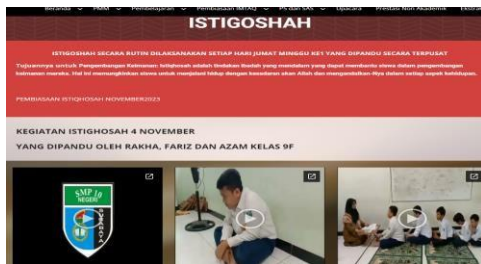 Beranda PMM Pembelajaran Pembiasaan IMTAQ PS dan SAS Upacara Prestasi Non Akademik Ekstra
ISTIGOSHAH
ISTIGOSHAH SECARA RUTIN DILAKSANAKAN SETIAP HARI JUMAT MINGGU KE1 YANG DIPANDU SECARA TERPUSAT
Tujuannya untuk Pengembangan Keimanan: Istighosah adalah tindakan ibadah yang mendalam yang dapat membantu siswa dalam pengembangan
keimanan mereka. Hal ini memungkinkan siswa untuk menjalani hidup dengan kesadaran akan Allah dan mengandalkan-Nya dalam setiap aspek kehidupan.
PEMBIASAAN ISTIQHOSAH NOVEMBER2023
KEGIATAN ISTIGHOSAH 4 NOVEMBER
YANG DIPANDU OLEH RAKHA, FARIZ DAN AZAM KELAS 9F
SMP 10
NEGERI
SURABAYA